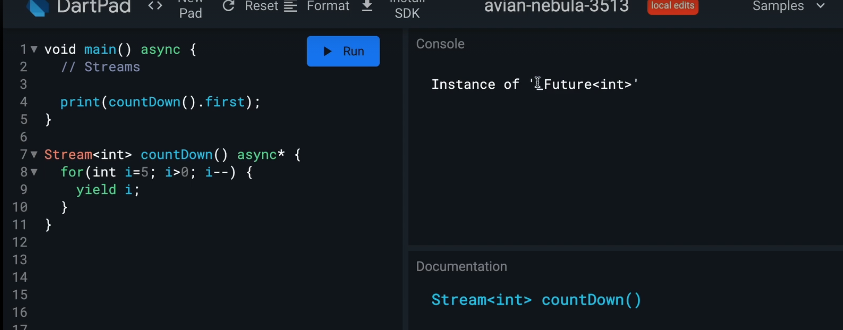 DartPad
<> New Pad
Reset
Format
Install SDK
avian-nebula-3513
local edits
Samples
Run
1 void main() async {
2 // Streams
3
4 print(countDown().first);
5 }
6
7 Stream<int> countDown() async* {
8 for(int i=5; i>0; i--) {
9 yield i;
10 }
11 }
12
13
14
15
16
17
Console
Instance of '_Future<int>'
Documentation
Stream<int> countDown()